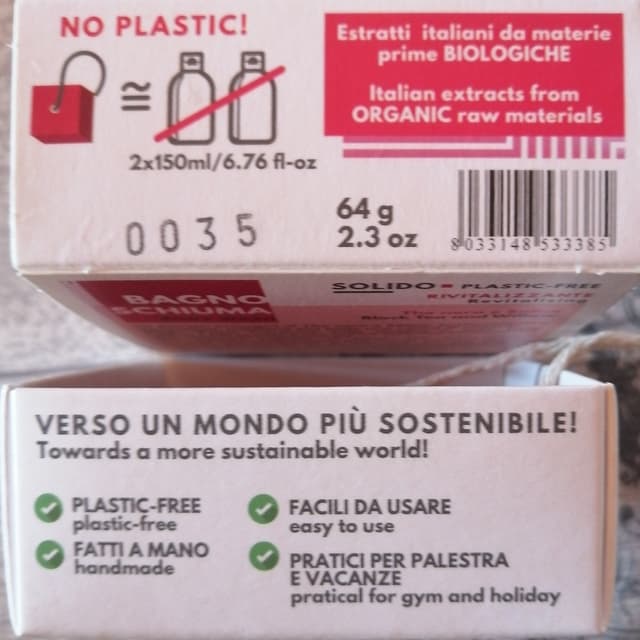 NO PLASTIC!
≅
2x150ml/6.76 fl-oz
Estratti italiani da materie
prime BIOLOGICHE
Italian extracts from
ORGANIC raw materials
0035
64 g
2.3 oz
8 033148 533385
BAGNO
SCHIUMA
SOLIDO PLASTIC-FREE
RIVITALIZZANTE
VERSO UN MONDO PIÙ SOSTENIBILE!
Towards a more sustainable world!
PLASTIC-FREE
plastic-free
FATTI A MANO
handmade
FACILI DA USARE
easy to use
PRATICI PER PALESTRA
E VACANZE
pratical for gym and holiday